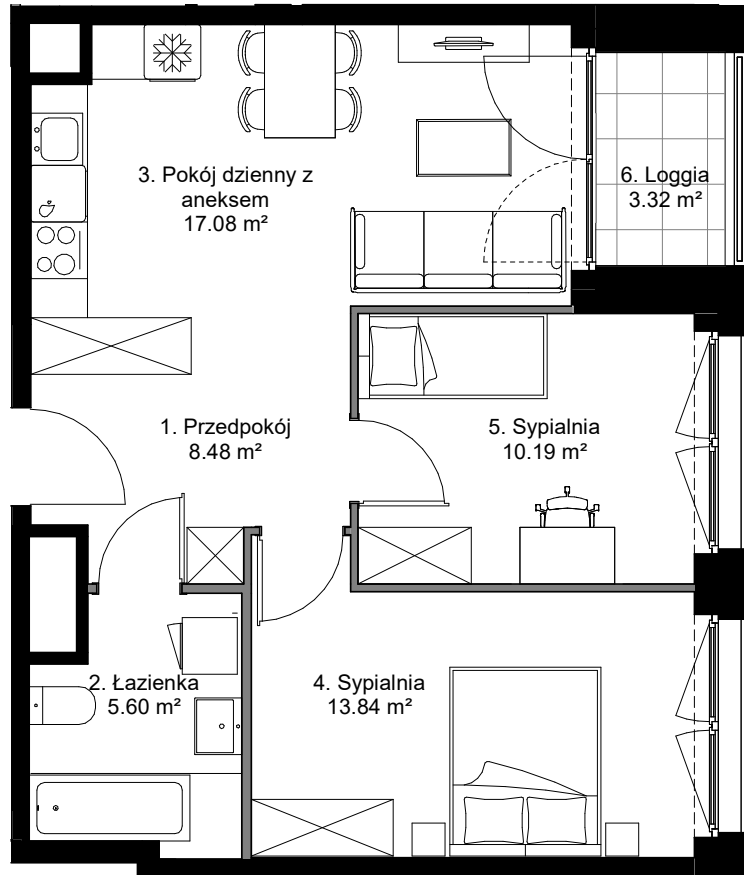 3. Pokój dzienny z
aneksem
17.08 m²
6. Loggia
3.32 m²
1. Przedpokój
8.48 m²
5. Sypialnia
10.19 m²
2. Łazienka
5.60 m²
4. Sypialnia
13.84 m²